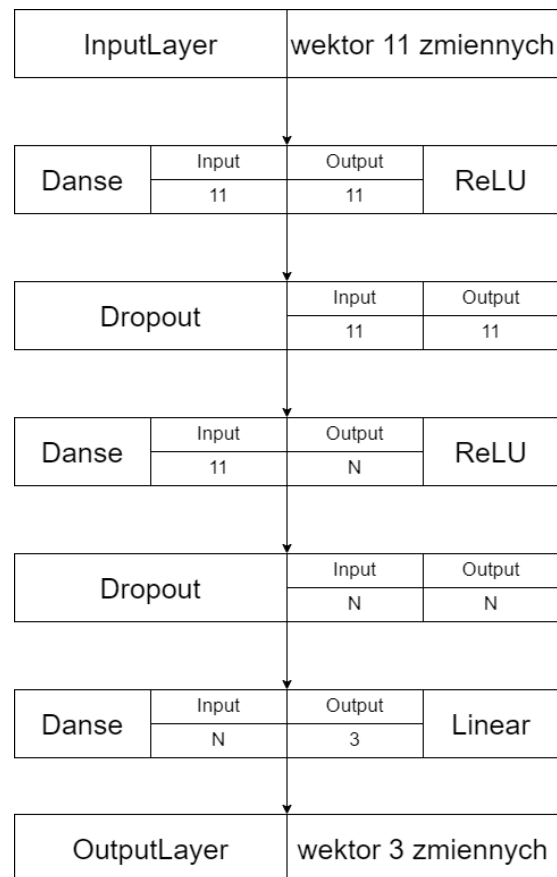 InputLayer wektor 11 zmiennych
Input Output
Danse ReLU
11 11
Input Output
Dropout
11 11
Input Output
Danse ReLU
11 N
Input Output
Dropout
N N
Input Output
Danse Linear
N 3
OutputLayer wektor 3 zmiennych